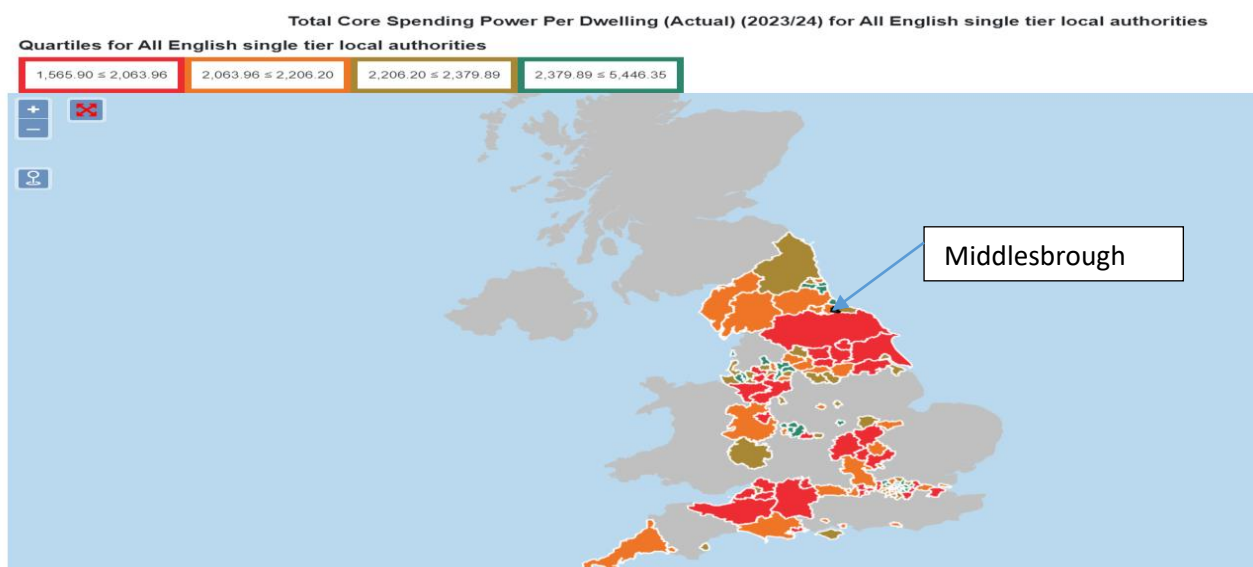 Total Core Spending Power Per Dwelling (Actual) (2023/24) for All English single tier local authorities
Quartiles for All English single tier local authorities
1,565.90 ≤ 2,063.96 2,063.96 ≤ 2,206.20 2,206.20 ≤ 2,379.89 2,379.89 ≤ 5,446.35
+
−
Middlesbrough